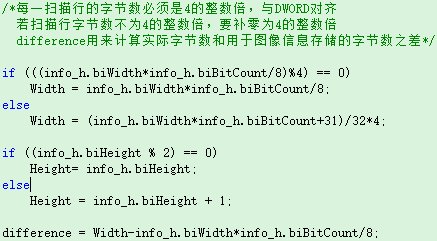 /*每一扫描行的字节数必须是4的整数倍，与DWORD对齐
若扫描行字节数不为4的整数倍，要补零为4的整数倍
difference用来计算实际字节数和用于图像信息存储的字节数之差*/
if (((info_h.biWidth*info_h.biBitCount/8)%4) == 0)
Width = info_h.biWidth*info_h.biBitCount/8;
else
Width = (info_h.biWidth*info_h.biBitCount+31)/32*4;
if ((info_h.biHeight % 2) == 0)
Height= info_h.biHeight;
else
Height = info_h.biHeight + 1;
difference = Width-info_h.biWidth*info_h.biBitCount/8;